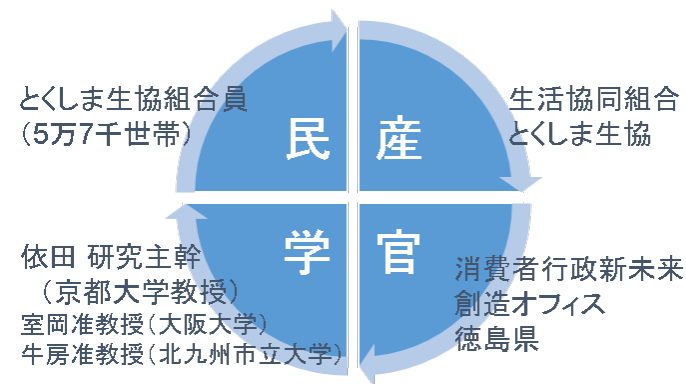 とくしま生協組合員
（5万7千世帯）
民
産
生活協同組合
とくしま生協
学
官
依田 研究主幹
（京都大学教授）
室岡准教授（大阪大学）
牛房准教授（北九州市立大学）
消費者行政新未来
創造オフィス
徳島県